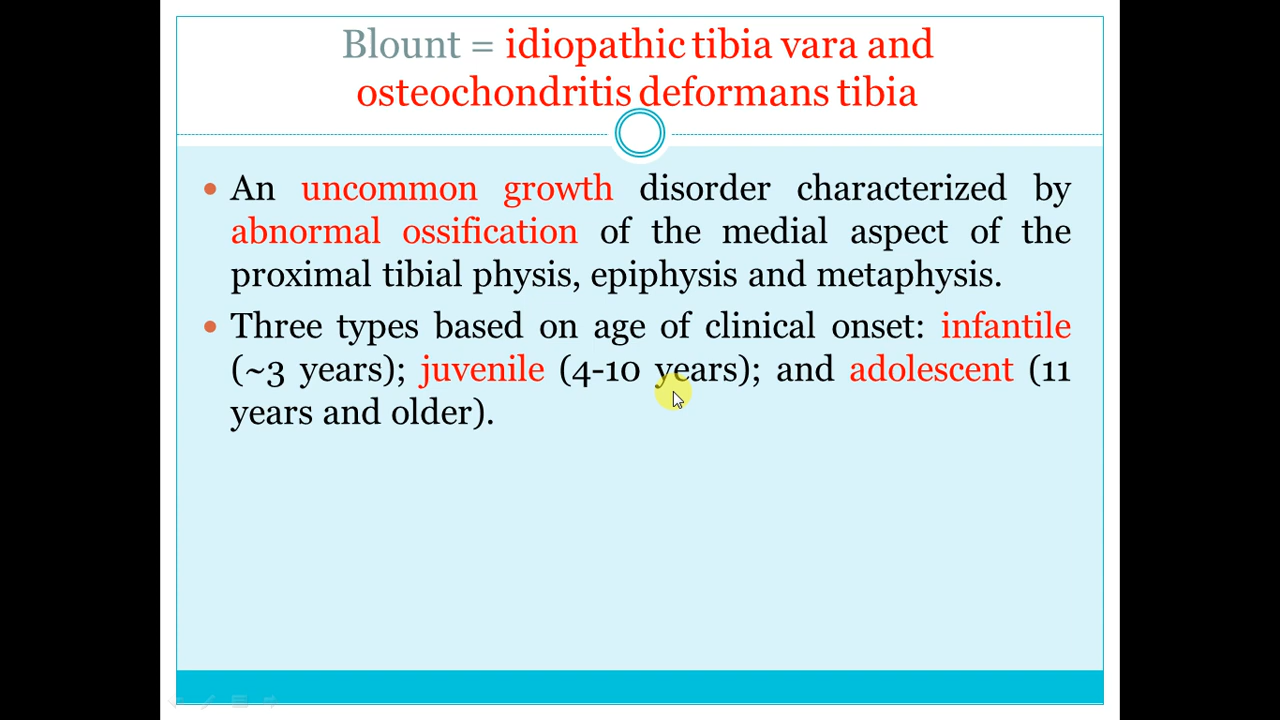 Blount = idiopathic tibia vara and
osteochondritis deformans tibia
• An uncommon growth disorder characterized by
abnormal ossification of the medial aspect of the
proximal tibial physis, epiphysis and metaphysis.
• Three types based on age of clinical onset: infantile
(~3 years); juvenile (4-10 years); and adolescent (11
years and older).